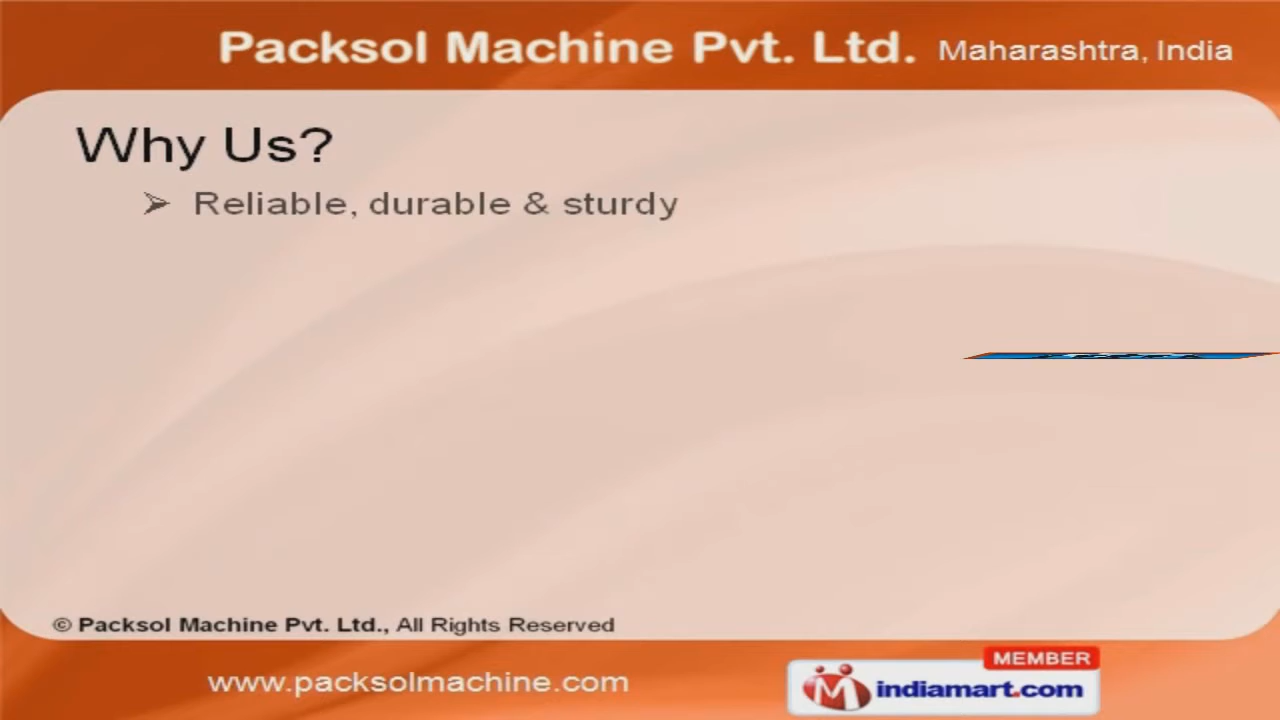 Packsol Machine Pvt. Ltd. Maharashtra, India
Why Us?
➢ Reliable, durable & sturdy
© Packsol Machine Pvt. Ltd., All Rights Reserved
www.packsolmachine.com
MEMBER
indiamart.com